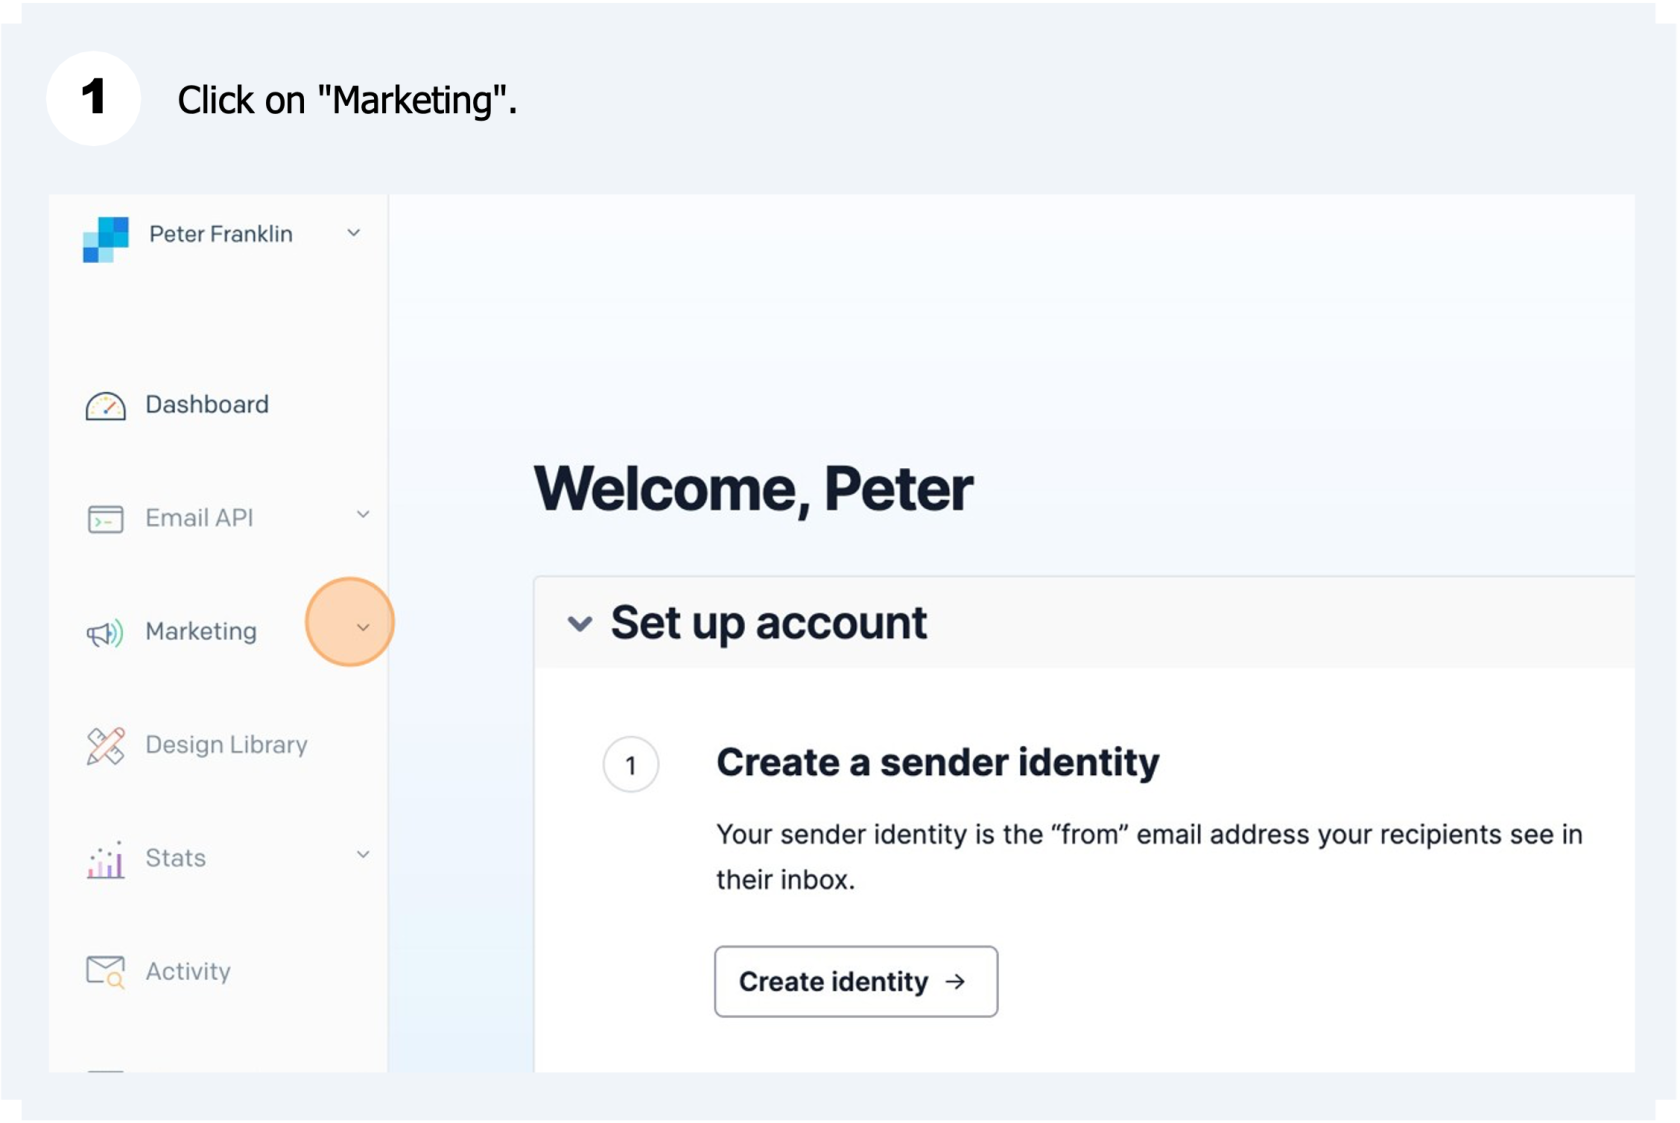 1
Click on "Marketing".
Peter Franklin
Dashboard
Email API
Marketing
Design Library
Stats
Activity
Welcome, Peter
Set up account
1
Create a sender identity
Your sender identity is the “from” email address your recipients see in
their inbox.
Create identity →